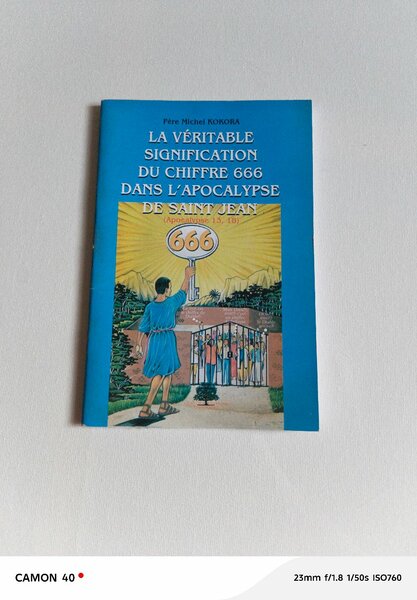 Père Michel KOKORA
LA VÉRITABLE
SIGNIFICATION
DU CHIFFRE 666
DANS L'APOCALYPSE
DE SAINT JEAN
(Apocalypse 13, 18)
666
CAMON 40
23mm f/1.8 1/50s ISO760